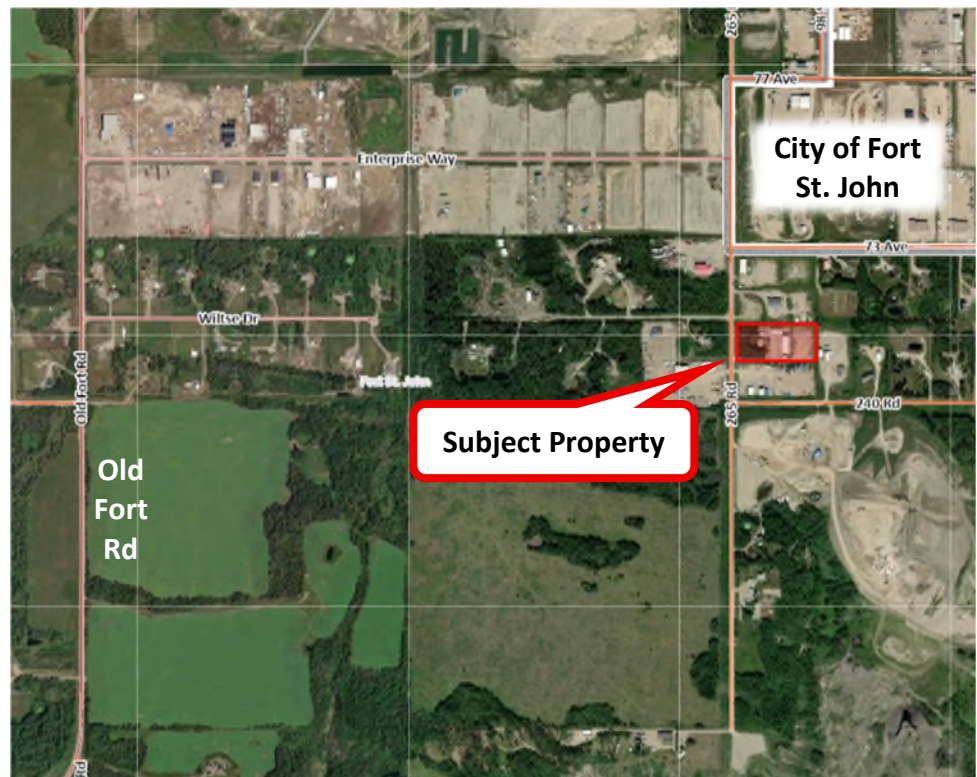 265 R
86
77 Ave
City of Fort
St. John
Enterprise Way
73 Ave
Wiltse Dr
Old Fort Rd
Fort St. John
265 Rd
240 Rd
Subject Property
Old
Fort
Rd
Rd